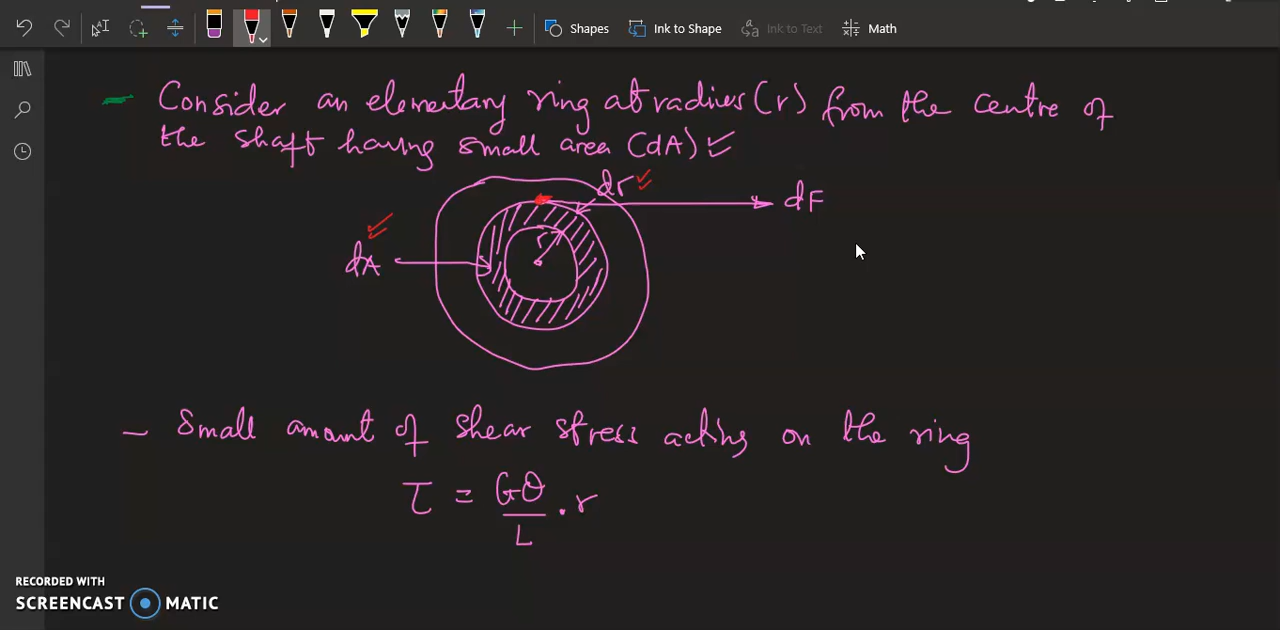 Shapes Ink to Shape Ink to Text Math
Consider an elementary ring at radius (r) from the centre of
the shaft having small area (dA)
dr
dF
dA
r
- Small amount of shear stress acting on the ring
τ = Gθ/L . r
RECORDED WITH
SCREENCAST MATIC